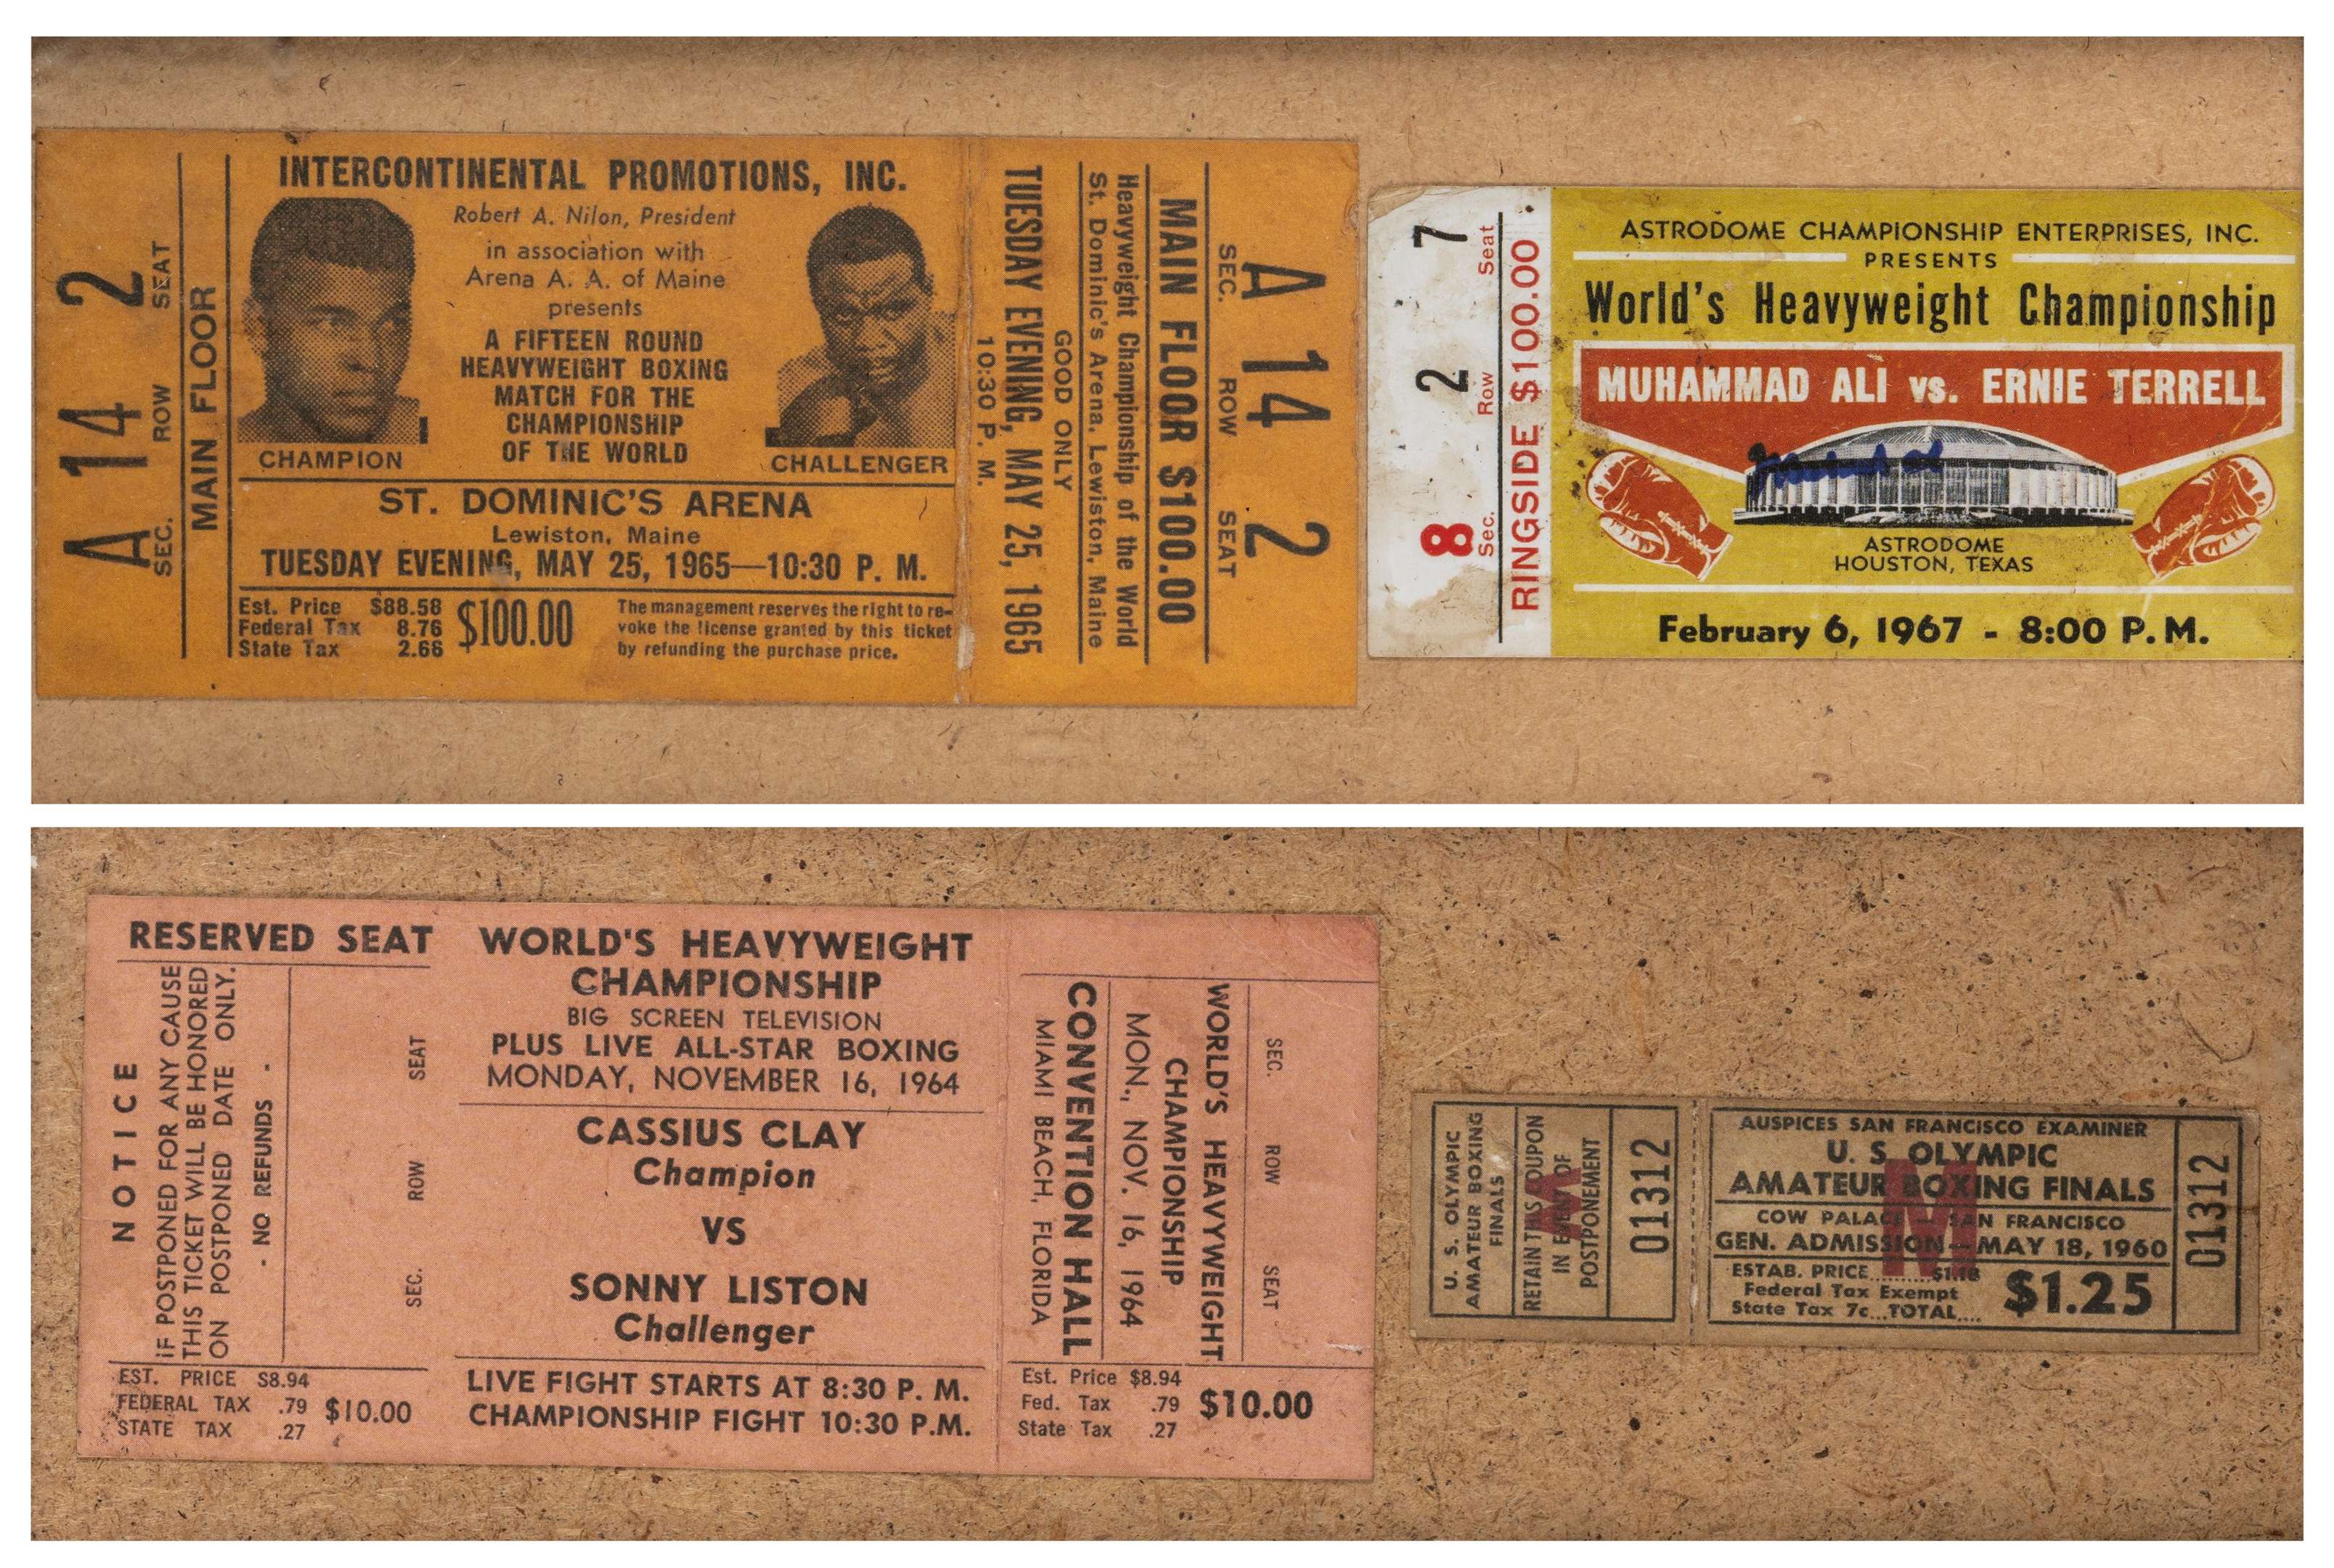 A 14 2
SEC. ROW SEAT
MAIN FLOOR
INTERCONTINENTAL PROMOTIONS, INC.
Robert A. Nilon, President
in association with
Arena A. A. of Maine
presents
A FIFTEEN ROUND
HEAVYWEIGHT BOXING
MATCH FOR THE
CHAMPIONSHIP
OF THE WORLD
CHAMPION
CHALLENGER
ST. DOMINIC'S ARENA
Lewiston, Maine
TUESDAY EVENING, MAY 25, 1965—10:30 P. M.
Est. Price $88.58
Federal Tax 8.76
State Tax 2.66
$100.00
The management reserves the right to re-
voke the license granted by this ticket
by refunding the purchase price.
A 14 2
SEC. ROW SEAT
MAIN FLOOR $100.00
Heavyweight Championship of the World
St. Dominic's Arena, Lewiston, Maine
GOOD ONLY
TUESDAY EVENING, MAY 25, 1965
10:30 P. M.
8 2 7
Sec. Row Seat
RINGSIDE $100.00
ASTRODOME CHAMPIONSHIP ENTERPRISES, INC.
PRESENTS
World's Heavyweight Championship
MUHAMMAD ALI vs. ERNIE TERRELL
ASTRODOME
HOUSTON, TEXAS
February 6, 1967 - 8:00 P. M.
RESERVED SEAT
NOTICE
IF POSTPONED FOR ANY CAUSE
THIS TICKET WILL BE HONORED
ON POSTPONED DATE ONLY.
- NO REFUNDS -
SEC. ROW SEAT
EST. PRICE $8.94
FEDERAL TAX .79
STATE TAX .27
$10.00
WORLD'S HEAVYWEIGHT
CHAMPIONSHIP
BIG SCREEN TELEVISION
PLUS LIVE ALL-STAR BOXING
MONDAY, NOVEMBER 16, 1964
CASSIUS CLAY
Champion
VS
SONNY LISTON
Challenger
LIVE FIGHT STARTS AT 8:30 P. M.
CHAMPIONSHIP FIGHT 10:30 P.M.
SEC. ROW SEAT
WORLD'S HEAVYWEIGHT
CHAMPIONSHIP
MON., NOV. 16, 1964
CONVENTION HALL
MIAMI BEACH, FLORIDA
Est. Price $8.94
Fed. Tax .79
State Tax .27
$10.00
U. S. OLYMPIC
AMATEUR BOXING
FINALS
RETAIN THIS COUPON
IN EVENT OF
POSTPONEMENT
M
01312
AUSPICES SAN FRANCISCO EXAMINER
U. S. OLYMPIC
AMATEUR BOXING FINALS
COW PALACE — SAN FRANCISCO
GEN. ADMISSION—MAY 18, 1960
ESTAB. PRICE.........$1.18
Federal Tax Exempt
State Tax 7c...TOTAL....
$1.25
M
01312